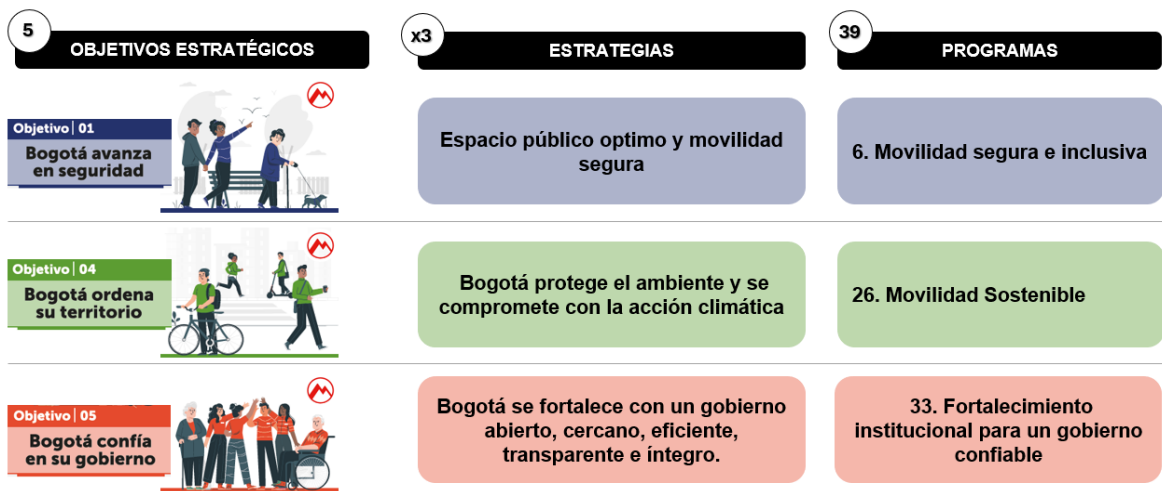 5
OBJETIVOS ESTRATÉGICOS
x3
ESTRATEGIAS
39
PROGRAMAS
Objetivo | 01
Bogotá avanza
en seguridad
Espacio público optimo y movilidad
segura
6. Movilidad segura e inclusiva
Objetivo | 04
Bogotá ordena
su territorio
Bogotá protege el ambiente y se
compromete con la acción climática
26. Movilidad Sostenible
Objetivo | 05
Bogotá confía
en su gobierno
Bogotá se fortalece con un gobierno
abierto, cercano, eficiente,
transparente e íntegro.
33. Fortalecimiento
institucional para un gobierno
confiable